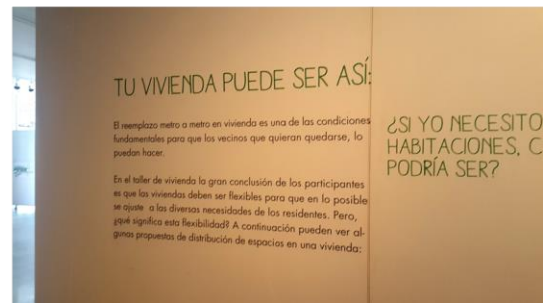 TU VIVIENDA PUEDE SER ASÍ:
El reemplazo metro a metro en vivienda es una de las condiciones
fundamentales para que los vecinos que quieran quedarse, lo
puedan hacer.
En el taller de vivienda la gran conclusión de los participantes
es que las viviendas deben ser flexibles para que en lo posible
se ajuste a las diversas necesidades de los residentes. Pero,
¿qué significa esta flexibilidad? A continuación pueden ver al-
gunas propuestas de distribución de espacios en una vivienda:
¿SI YO NECESITO
HABITACIONES, C
PODRÍA SER?